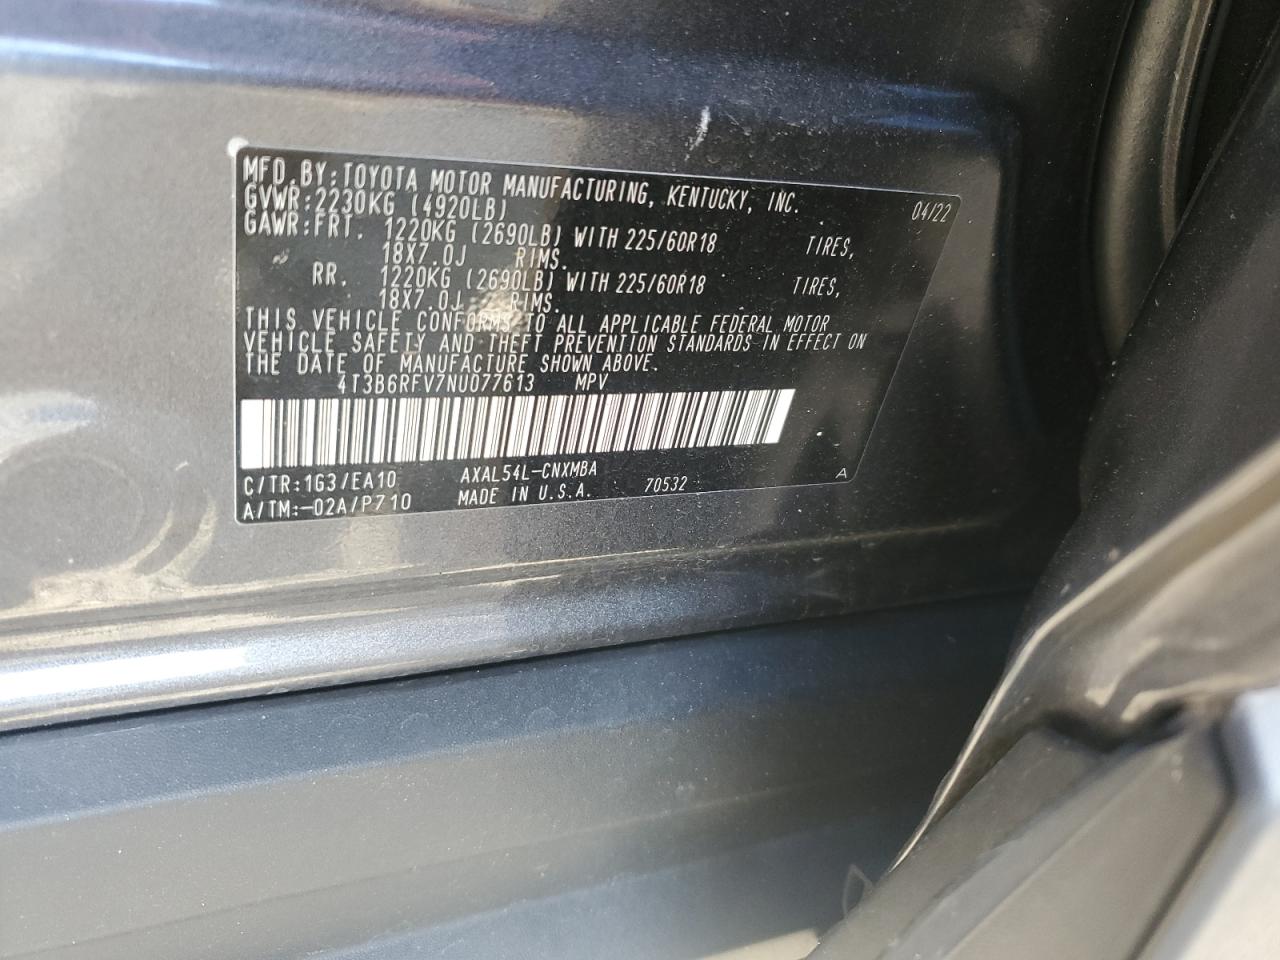 MFD. BY: TOYOTA MOTOR MANUFACTURING, KENTUCKY, INC. 04/22
GVWR: 2230KG (4920LB)
GAWR: FRT. 1220KG (2690LB) WITH 225/60R18 TIRES,
18X7.0J RIMS.
RR. 1220KG (2690LB) WITH 225/60R18 TIRES,
18X7.0J RIMS.
THIS VEHICLE CONFORMS TO ALL APPLICABLE FEDERAL MOTOR
VEHICLE SAFETY AND THEFT PREVENTION STANDARDS IN EFFECT ON
THE DATE OF MANUFACTURE SHOWN ABOVE.
4T3B6RFV7NU077613 MPV
C/TR: 1G3/EA10 AXAL54L-CNXMBA A
A/TM: -02A/P710 MADE IN U.S.A. 70532